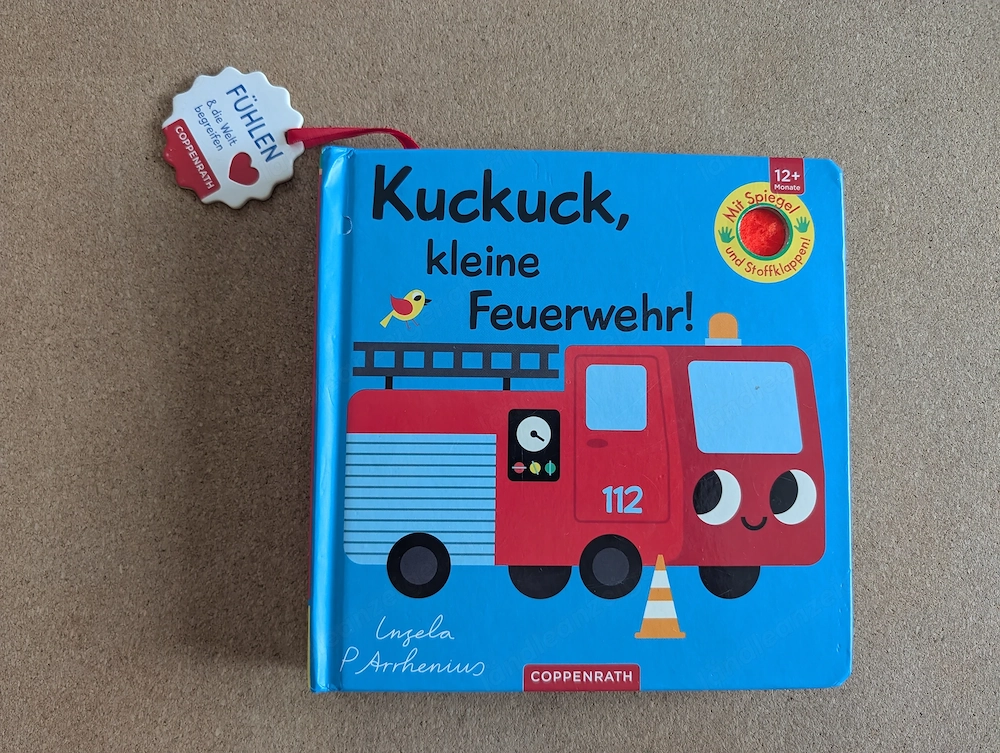 FÜHLEN
& die Welt
begreifen
COPPENRATH
Kuckuck,
kleine
Feuerwehr!
12+
Monate
Mit Spiegel
und Stoffklappen!
112
Ingela
P Arrhenius
COPPENRATH